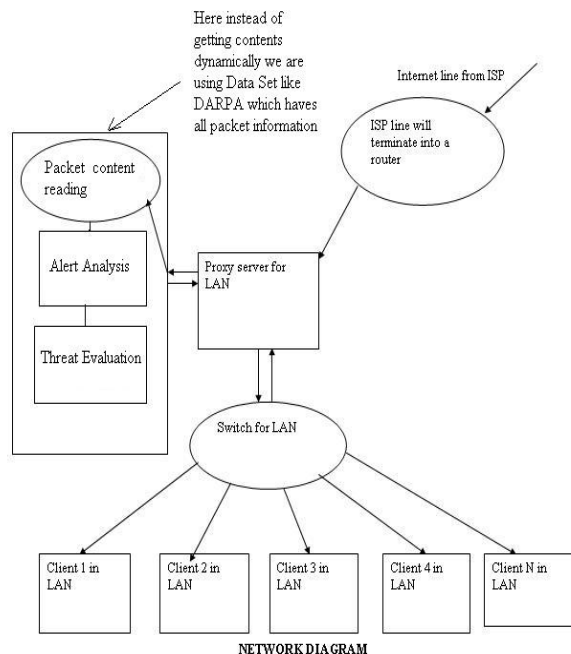 Here instead of
getting contents
dynamically we are
using Data Set like
DARPA which haves
all packet information
Internet line from ISP
ISP line will
terminate into a
router
Packet content
reading
Alert Analysis
Threat Evaluation
Proxy server for
LAN
Switch for LAN
Client 1 in
LAN
Client 2 in
LAN
Client 3 in
LAN
Client 4 in
LAN
Client N in
LAN
NETWORK DIAGRAM